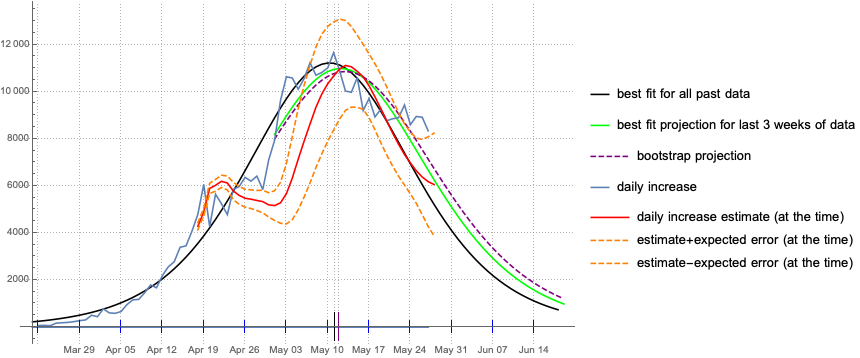 12 000
10 000
8000
6000
4000
2000
Mar 29 Apr 05 Apr 12 Apr 19 Apr 26 May 03 May 10 May 17 May 24 May 31 Jun 07 Jun 14
best fit for all past data
best fit projection for last 3 weeks of data
bootstrap projection
daily increase
daily increase estimate (at the time)
estimate+expected error (at the time)
estimate−expected error (at the time)